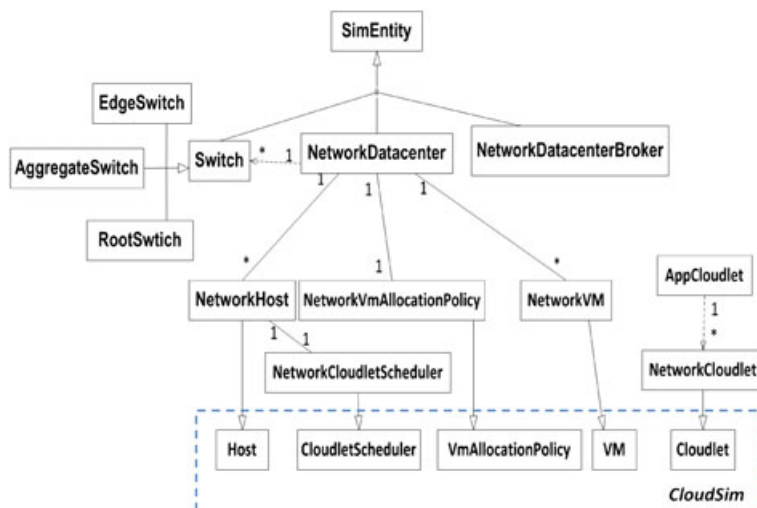 SimEntity
EdgeSwitch
AggregateSwitch
RootSwtich
Switch
* 1
NetworkDatacenter
NetworkDatacenterBroker
1 1 1
* 1 *
NetworkHost
NetworkVmAllocationPolicy
NetworkVM
AppCloudlet
1
*
1 1
NetworkCloudletScheduler
NetworkCloudlet
Host
CloudletScheduler
VmAllocationPolicy
VM
Cloudlet
CloudSim